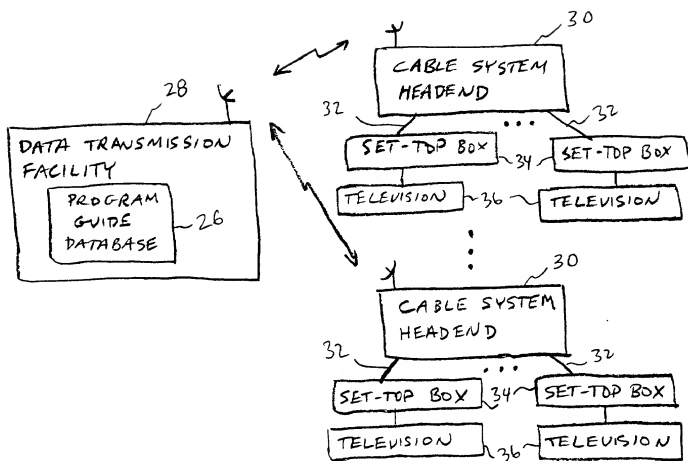 28
DATA TRANSMISSION
FACILITY
PROGRAM
GUIDE
DATABASE
26
30
CABLE SYSTEM
HEADEND
32
32
SET-TOP BOX
34
SET-TOP BOX
TELEVISION
36
TELEVISION
30
CABLE SYSTEM
HEADEND
32
32
SET-TOP BOX
34
SET-TOP BOX
TELEVISION
36
TELEVISION